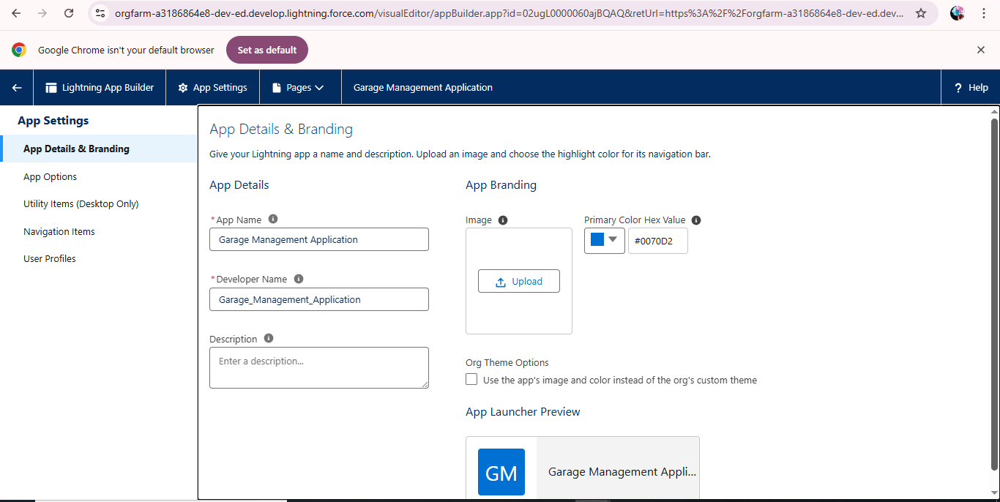 orgfarm-a3186864e8-dev-ed.develop.lightning.force.com/visualEditor/appBuilder.app?id=02ugL0000060ajBQAQ&retUrl=https%3A%2F%2Forgfarm-a3186864e8-dev-ed.dev...
Google Chrome isn't your default browser
Set as default
Lightning App Builder
App Settings
Pages
Garage Management Application
? Help
App Settings
App Details & Branding
App Options
Utility Items (Desktop Only)
Navigation Items
User Profiles
App Details & Branding
Give your Lightning app a name and description. Upload an image and choose the highlight color for its navigation bar.
App Details
*App Name
Garage Management Application
*Developer Name
Garage_Management_Application
Description
Enter a description...
App Branding
Image
Upload
Primary Color Hex Value
#0070D2
Org Theme Options
Use the app's image and color instead of the org's custom theme
App Launcher Preview
GM
Garage Management Appli...